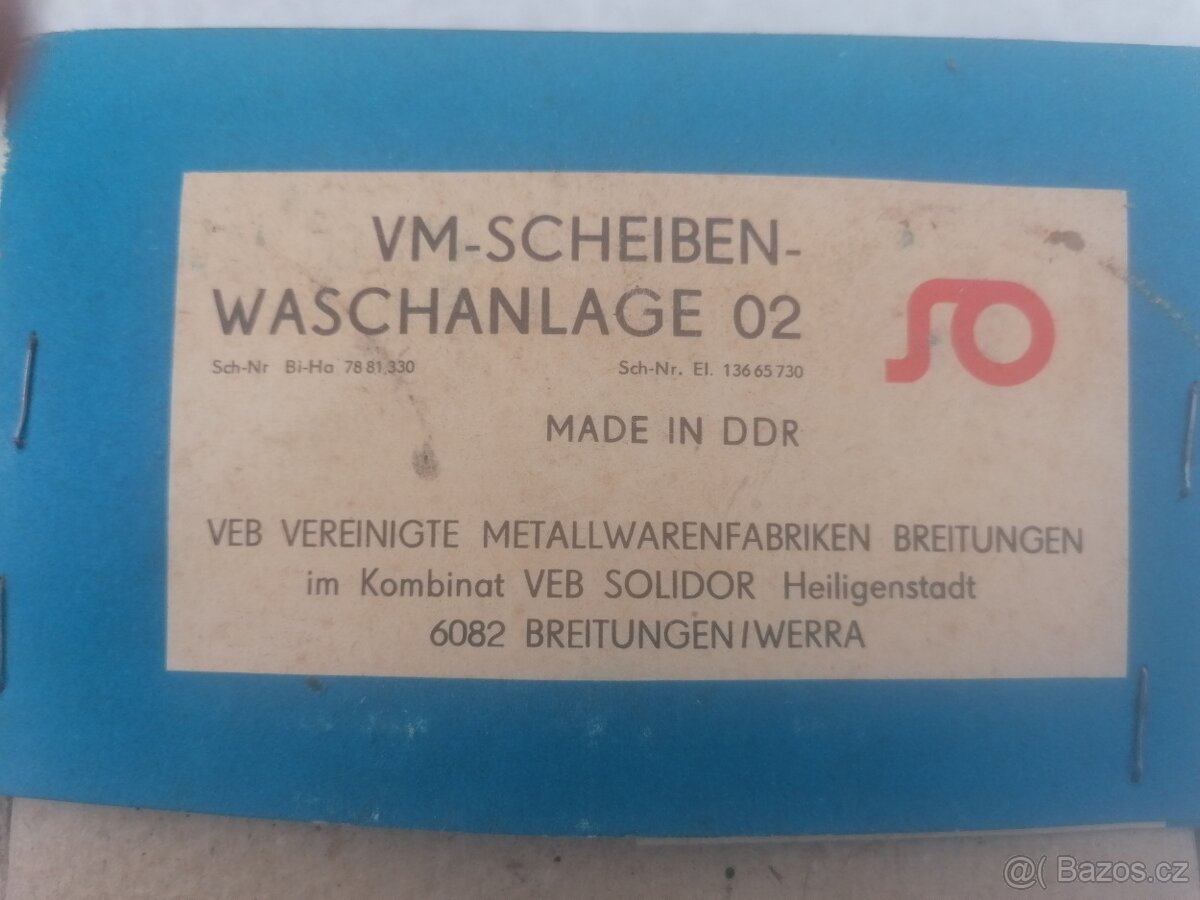 VM-SCHEIBEN-
WASCHANLAGE 02
Sch-Nr Bi-Ha 78 81,330 Sch-Nr. El. 136 65 730
SO
MADE IN DDR
VEB VEREINIGTE METALLWARENFABRIKEN BREITUNGEN
im Kombinat VEB SOLIDOR Heiligenstadt
6082 BREITUNGEN/WERRA
@( Bazos.cz